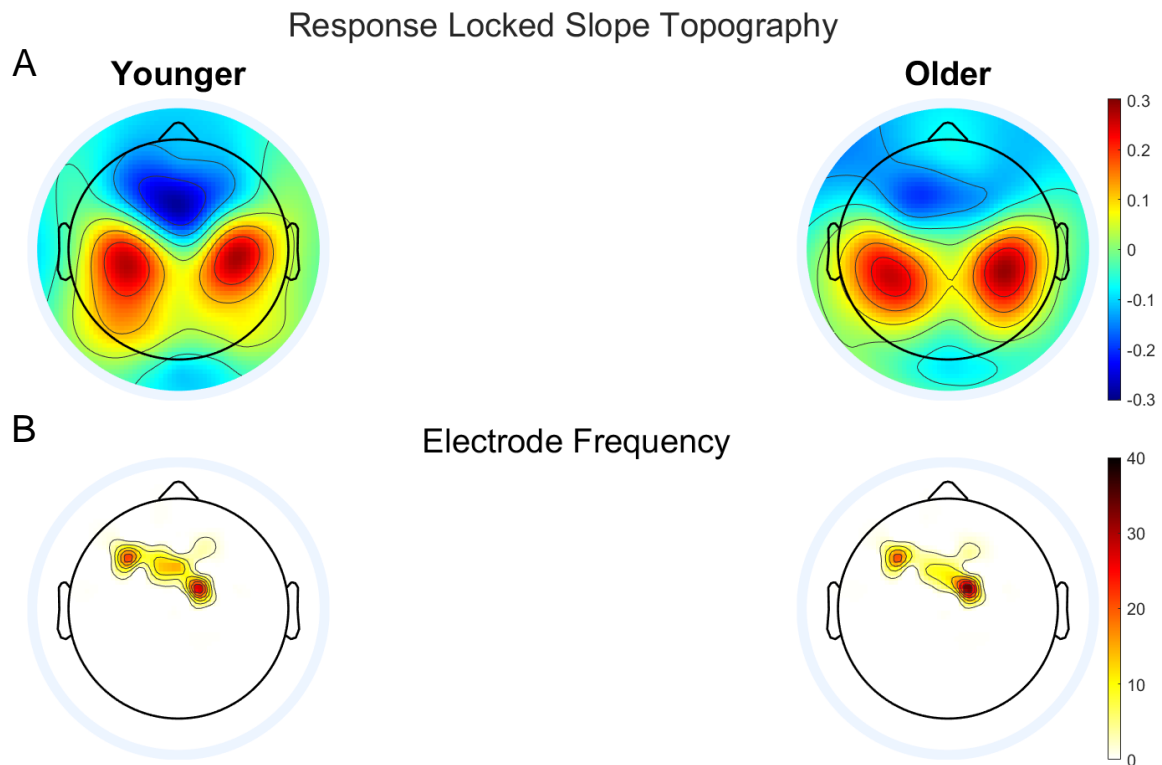 Response Locked Slope Topography
A
Younger
Older
0.3
0.2
0.1
0
-0.1
-0.2
-0.3
B
Electrode Frequency
40
30
20
10
0